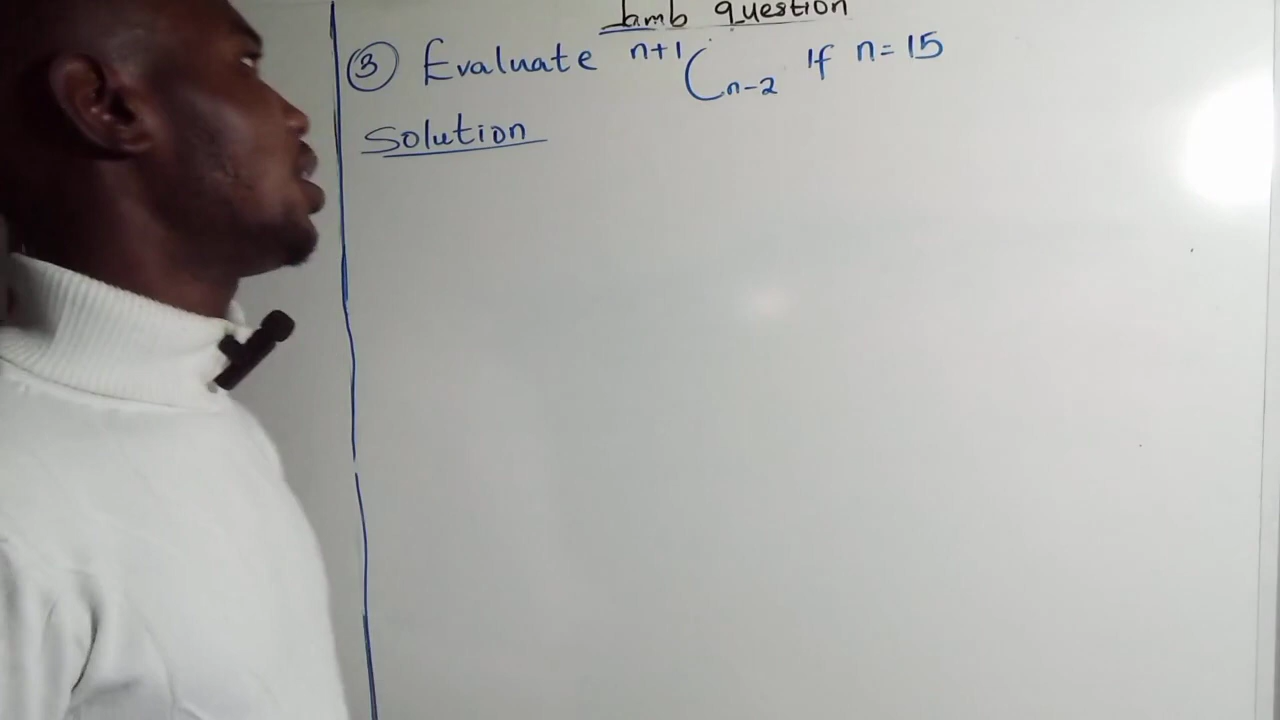 Jamb question
③ Evaluate ⁿ⁺¹Cₙ₋₂ If n=15
Solution